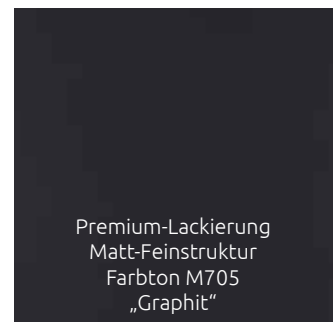 Premium-Lackierung
Matt-Feinstruktur
Farbton M705
„Graphit“